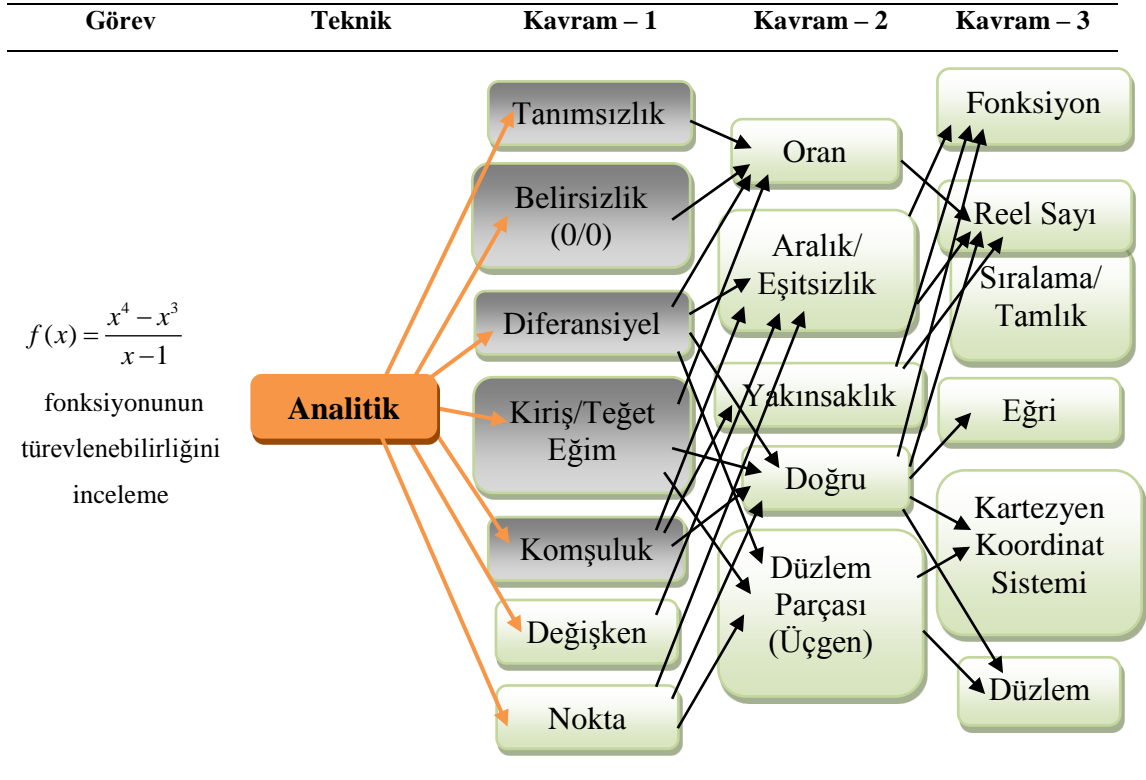 Görev Teknik Kavram – 1 Kavram – 2 Kavram – 3
f(x) = (x⁴ − x³) / (x − 1)
fonksiyonunun
türevlenebilirliğini
inceleme
Analitik
Tanımsızlık
Belirsizlik
(0/0)
Diferansiyel
Kiriş/Teğet
Eğim
Komşuluk
Değişken
Nokta
Oran
Aralık/
Eşitsizlik
Yakınsaklık
Doğru
Düzlem
Parçası
(Üçgen)
Fonksiyon
Reel Sayı
Sıralama/
Tamlık
Eğri
Kartezyen
Koordinat
Sistemi
Düzlem